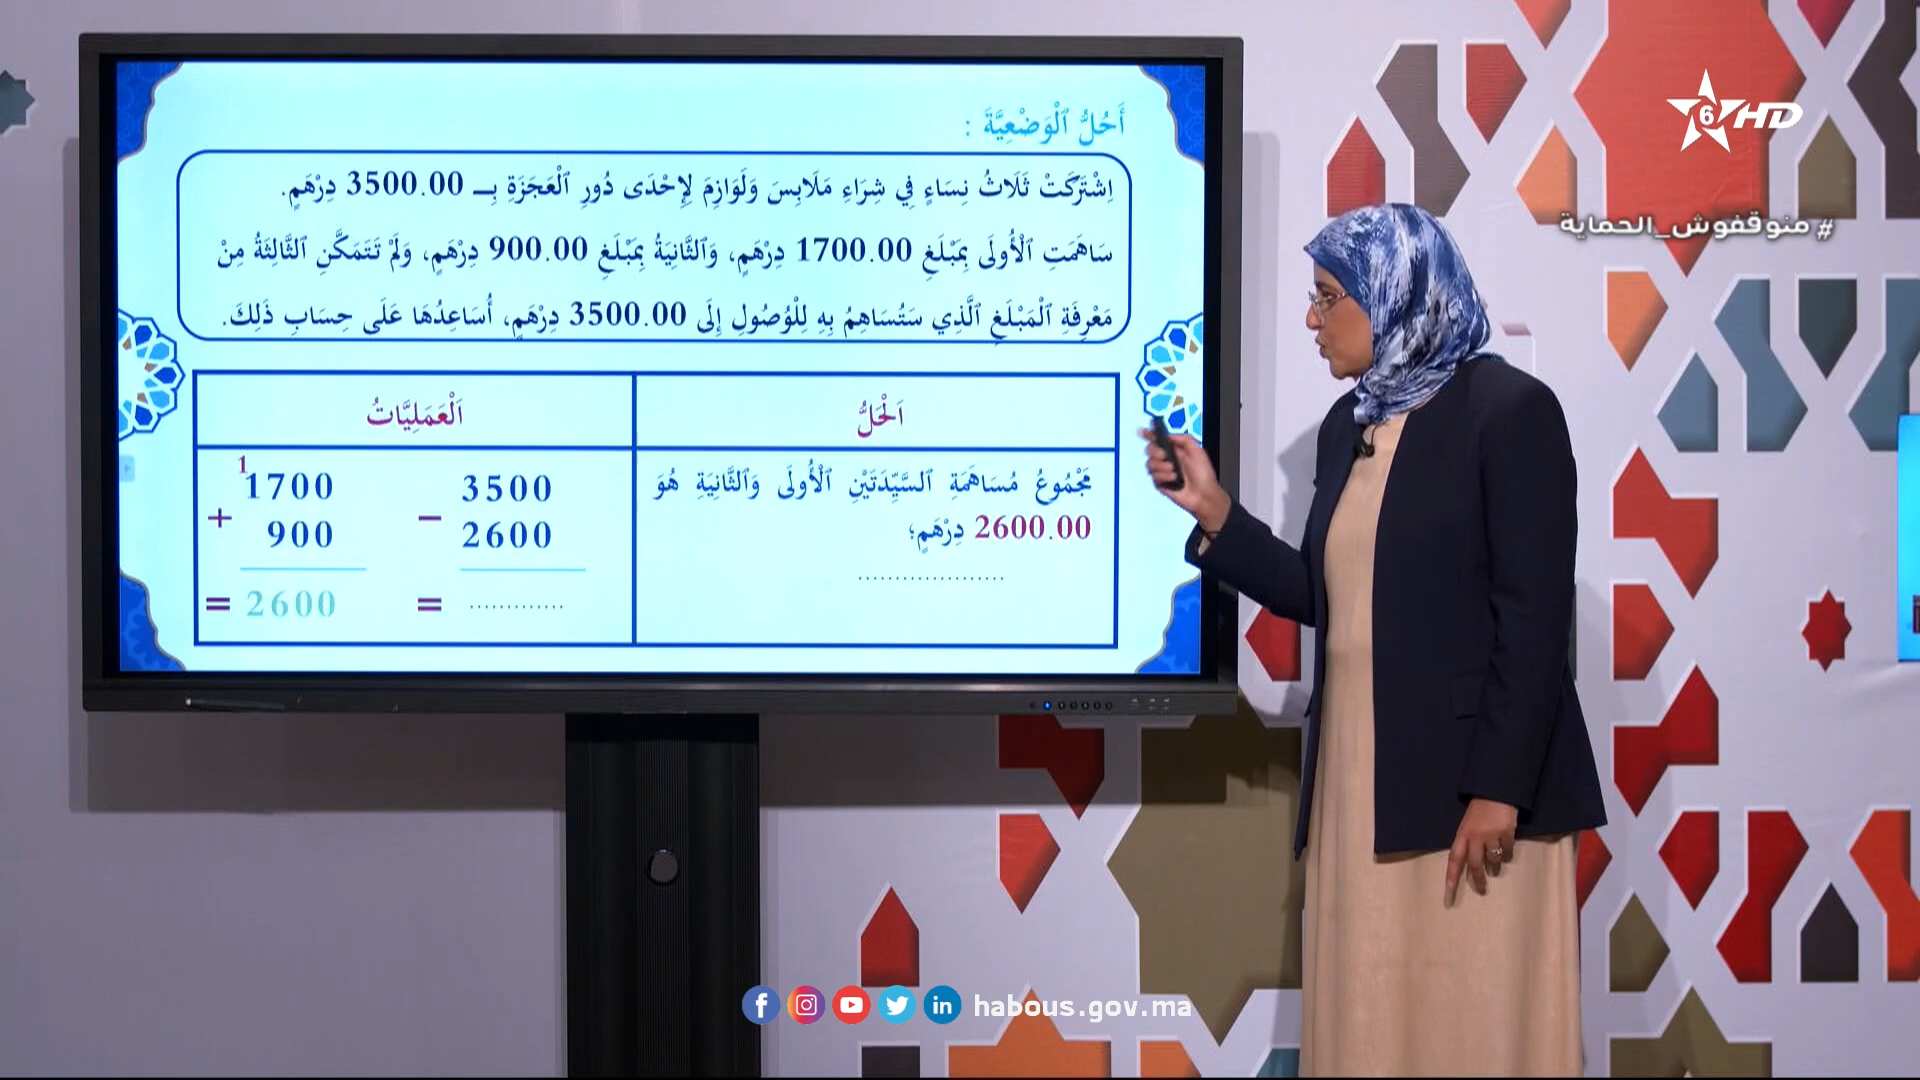 أَحُلُّ ٱلْوَضْعِيَّةَ :
اِشْتَرَكَتْ ثَلَاثُ نِسَاءٍ فِي شِرَاءِ مَلَابِسَ وَلَوَازِمَ لِإِحْدَى دُورِ ٱلْعَجَزَةِ بِـ 3500.00 دِرْهَمٍ.
سَاهَمَتِ ٱلْأُولَى بِمَبْلَغِ 1700.00 دِرْهَمٍ، وَٱلثَّانِيَةُ بِمَبْلَغِ 900.00 دِرْهَمٍ، وَلَمْ تَتَمَكَّنِ ٱلثَّالِثَةُ مِنْ
مَعْرِفَةِ ٱلْمَبْلَغِ ٱلَّذِي سَتُسَاهِمُ بِهِ لِلْوُصُولِ إِلَى 3500.00 دِرْهَمٍ، أُسَاعِدُهَا عَلَى حِسَابِ ذَلِكَ.
اَلْحَلُّ
اَلْعَمَلِيَّاتُ
مَجْمُوعُ مُسَاهَمَةِ ٱلسَّيِّدَتَيْنِ ٱلْأُولَى وَٱلثَّانِيَةِ هُوَ
2600.00 دِرْهَمٍ؛
....................
3500
− 2600
= .............
1
1700
+ 900
= 2600
6 HD
#منوقفوش_الحماية
habous.gov.ma